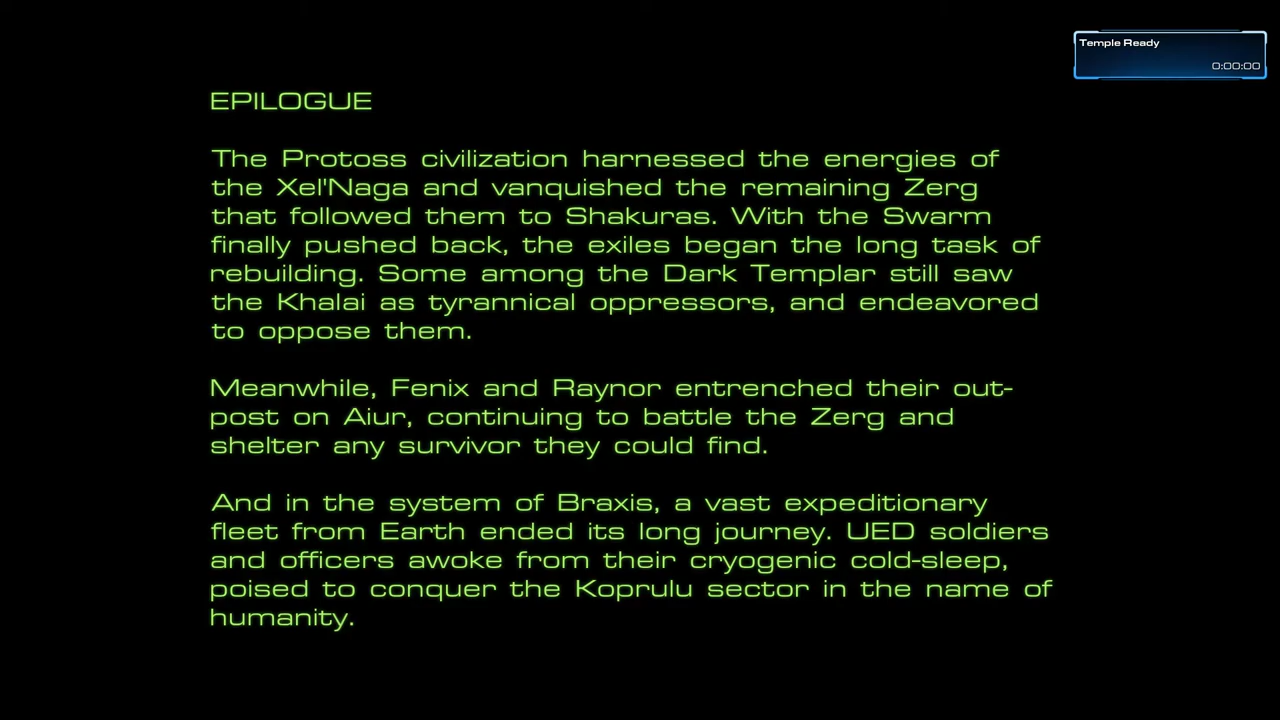 Temple Ready
0:00:00
EPILOGUE
The Protoss civilization harnessed the energies of
the Xel'Naga and vanquished the remaining Zerg
that followed them to Shakuras. With the Swarm
finally pushed back, the exiles began the long task of
rebuilding. Some among the Dark Templar still saw
the Khalai as tyrannical oppressors, and endeavored
to oppose them.
Meanwhile, Fenix and Raynor entrenched their out-
post on Aiur, continuing to battle the Zerg and
shelter any survivor they could find.
And in the system of Braxis, a vast expeditionary
fleet from Earth ended its long journey. UED soldiers
and officers awoke from their cryogenic cold-sleep,
poised to conquer the Koprulu sector in the name of
humanity.